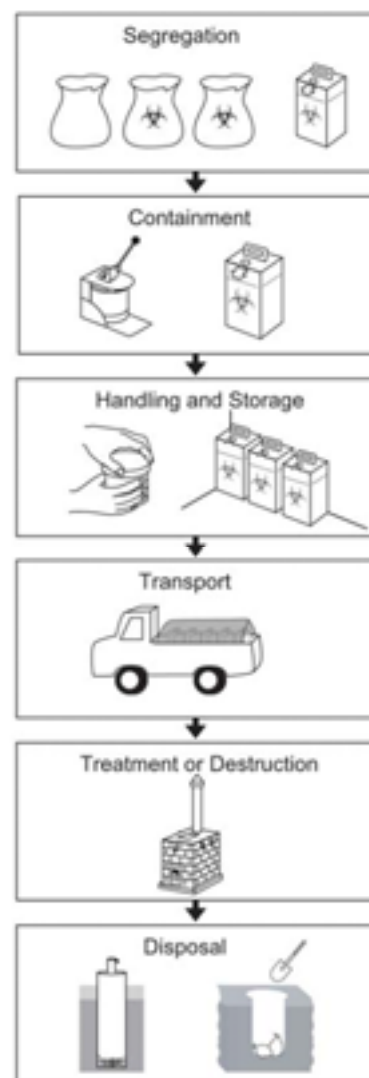 Segregation
Containment
Handling and Storage
Transport
Treatment or Destruction
Disposal